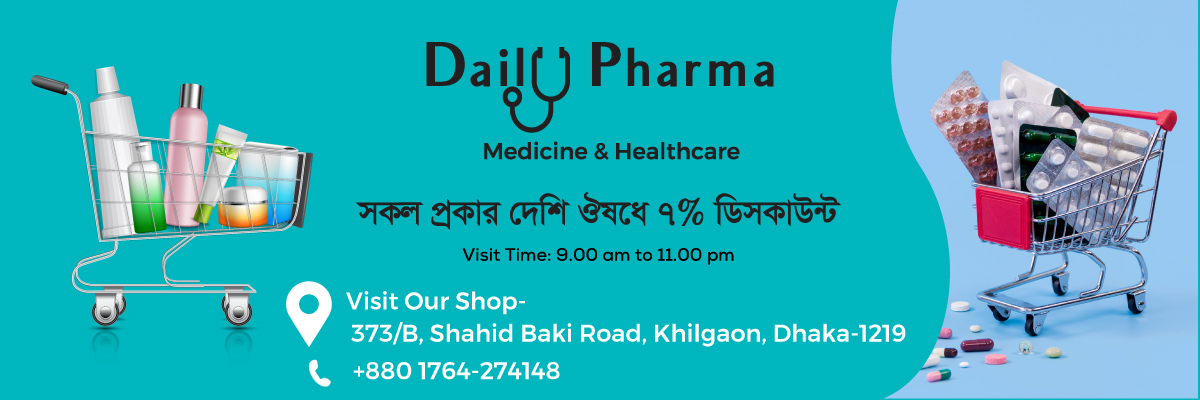 Daily Pharma
Medicine & Healthcare
সকল প্রকার দেশি ঔষধে ৭% ডিসকাউন্ট
Visit Time: 9.00 am to 11.00 pm
Visit Our Shop-
373/B, Shahid Baki Road, Khilgaon, Dhaka-1219
+880 1764-274148